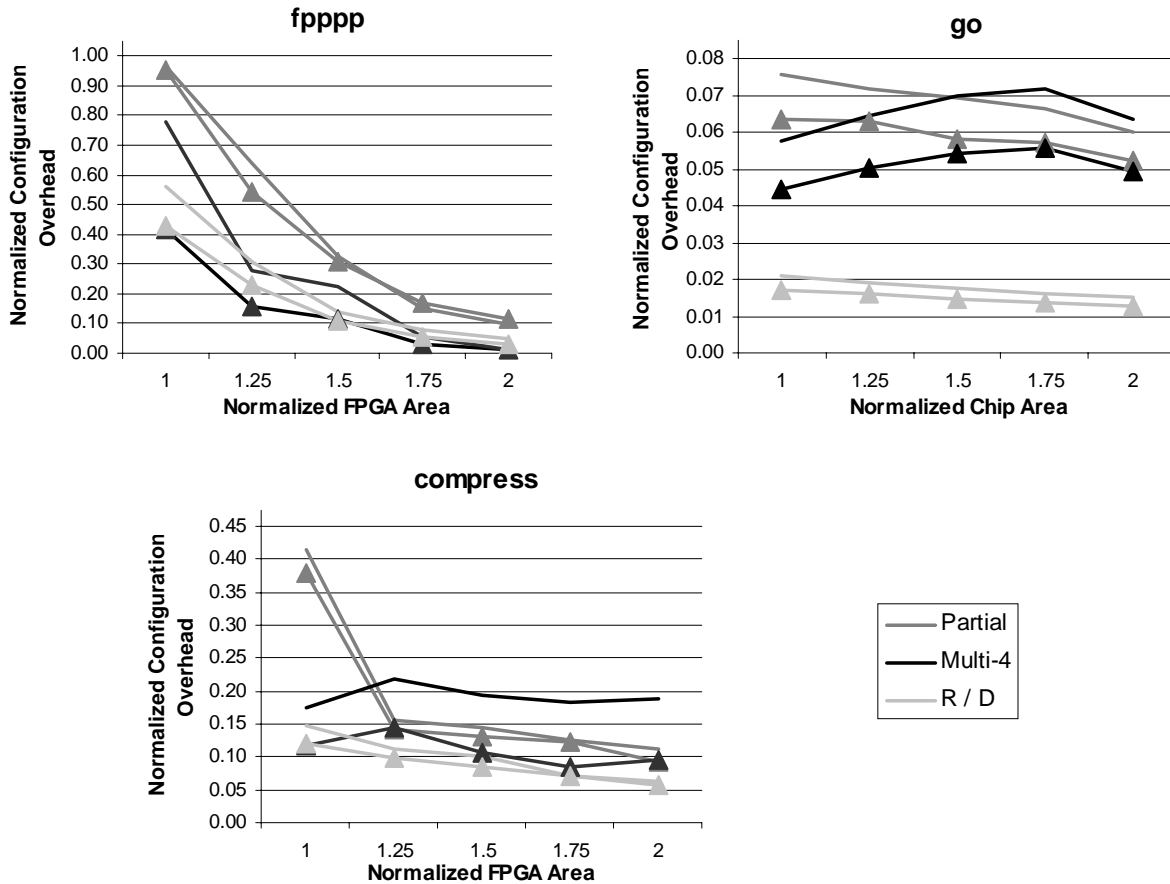 fpppp
Normalized Configuration
Overhead
1.00
0.90
0.80
0.70
0.60
0.50
0.40
0.30
0.20
0.10
0.00
1 1.25 1.5 1.75 2
Normalized FPGA Area
go
Normalized Configuration
Overhead
0.08
0.07
0.06
0.05
0.04
0.03
0.02
0.01
0.00
1 1.25 1.5 1.75 2
Normalized Chip Area
compress
Normalized Configuration
Overhead
0.45
0.40
0.35
0.30
0.25
0.20
0.15
0.10
0.05
0.00
1 1.25 1.5 1.75 2
Normalized FPGA Area
Partial
Multi-4
R / D